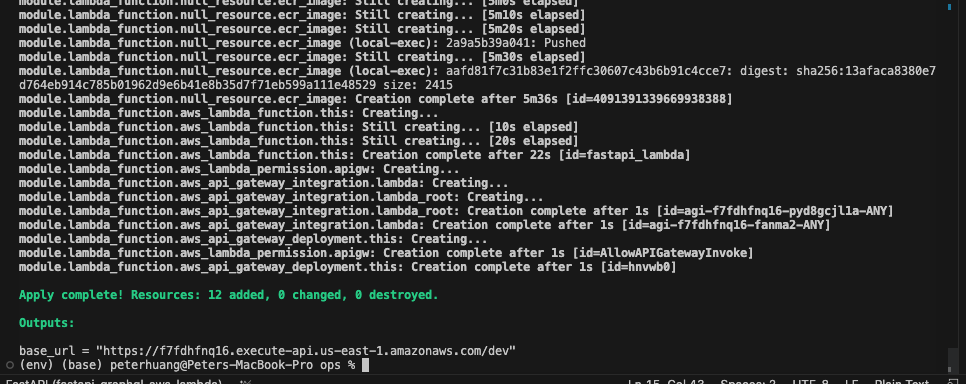 module.lambda_function.null_resource.ecr_image: Still creating... [5m0s elapsed]
module.lambda_function.null_resource.ecr_image: Still creating... [5m10s elapsed]
module.lambda_function.null_resource.ecr_image: Still creating... [5m20s elapsed]
module.lambda_function.null_resource.ecr_image (local-exec): 2a9a5b39a041: Pushed
module.lambda_function.null_resource.ecr_image: Still creating... [5m30s elapsed]
module.lambda_function.null_resource.ecr_image (local-exec): aafd81f7c31b83e1f2ffc30607c43b6b91c4cce7: digest: sha256:13afaca8380e7
d764eb914c785b01962d9e6b41e8b35d7f71eb599a111e48529 size: 2415
module.lambda_function.null_resource.ecr_image: Creation complete after 5m36s [id=4091391339669938388]
module.lambda_function.aws_lambda_function.this: Creating...
module.lambda_function.aws_lambda_function.this: Still creating... [10s elapsed]
module.lambda_function.aws_lambda_function.this: Still creating... [20s elapsed]
module.lambda_function.aws_lambda_function.this: Creation complete after 22s [id=fastapi_lambda]
module.lambda_function.aws_lambda_permission.apigw: Creating...
module.lambda_function.aws_api_gateway_integration.lambda: Creating...
module.lambda_function.aws_api_gateway_integration.lambda_root: Creating...
module.lambda_function.aws_api_gateway_integration.lambda_root: Creation complete after 1s [id=agi-f7fdhfnq16-pyd8gcjl1a-ANY]
module.lambda_function.aws_api_gateway_integration.lambda: Creation complete after 1s [id=agi-f7fdhfnq16-fanma2-ANY]
module.lambda_function.aws_api_gateway_deployment.this: Creating...
module.lambda_function.aws_lambda_permission.apigw: Creation complete after 1s [id=AllowAPIGatewayInvoke]
module.lambda_function.aws_api_gateway_deployment.this: Creation complete after 1s [id=hnvwb0]
Apply complete! Resources: 12 added, 0 changed, 0 destroyed.
Outputs:
base_url = "https://f7fdhfnq16.execute-api.us-east-1.amazonaws.com/dev"
(env) (base) peterhuang@Peters-MacBook-Pro ops %
FastAPI (fastapi-graphql-aws-lambda) Ln 15, Col 43 Spaces: 2 UTF-8 LF Plain Text